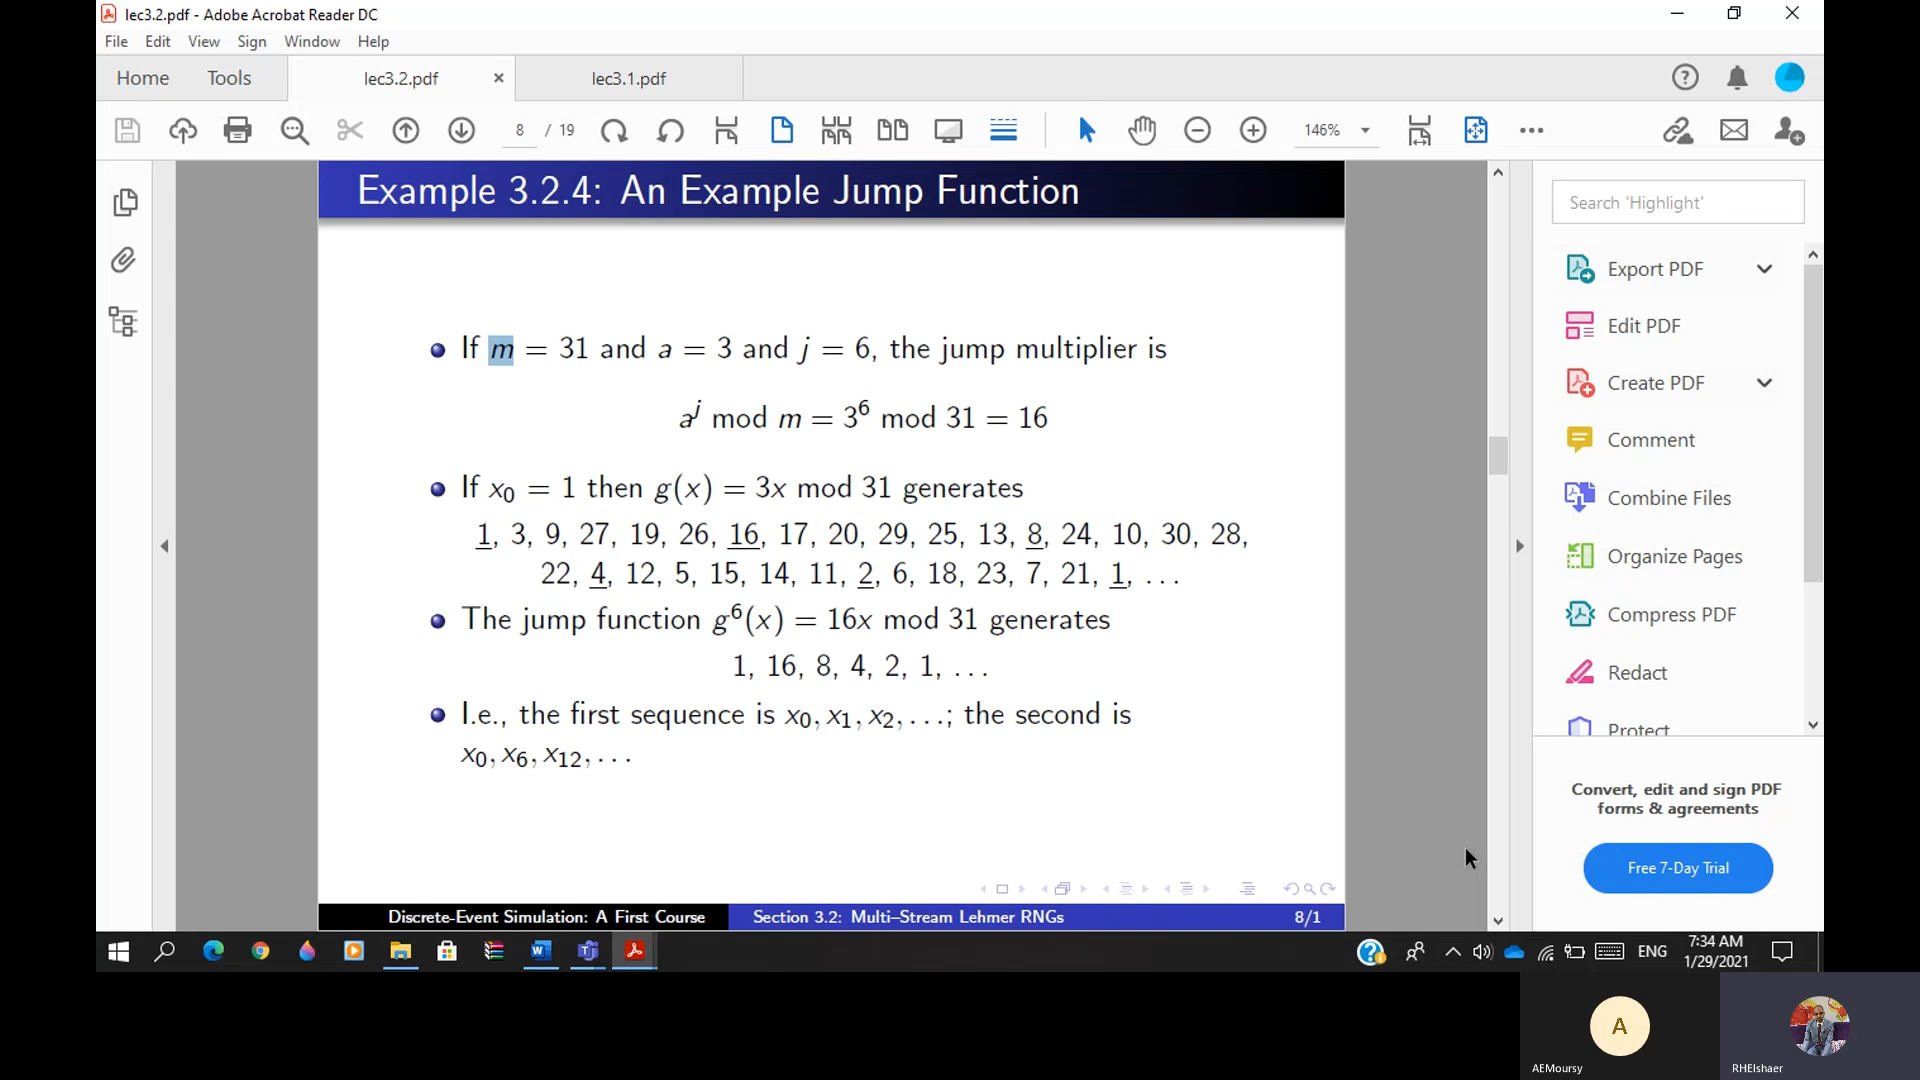 lec3.2.pdf - Adobe Acrobat Reader DC
File Edit View Sign Window Help
Home Tools lec3.2.pdf × lec3.1.pdf
8 / 19 146%
Example 3.2.4: An Example Jump Function
Search 'Highlight'
Export PDF
Edit PDF
Create PDF
Comment
Combine Files
Organize Pages
Compress PDF
Redact
Protect
Convert, edit and sign PDF
forms & agreements
Free 7-Day Trial
If m = 31 and a = 3 and j = 6, the jump multiplier is
a^j mod m = 3^6 mod 31 = 16
If x₀ = 1 then g(x) = 3x mod 31 generates
1, 3, 9, 27, 19, 26, 16, 17, 20, 29, 25, 13, 8, 24, 10, 30, 28,
22, 4, 12, 5, 15, 14, 11, 2, 6, 18, 23, 7, 21, 1, ...
The jump function g⁶(x) = 16x mod 31 generates
1, 16, 8, 4, 2, 1, ...
I.e., the first sequence is x₀, x₁, x₂, ...; the second is
x₀, x₆, x₁₂, ...
Discrete-Event Simulation: A First Course Section 3.2: Multi–Stream Lehmer RNGs 8/1
ENG 7:34 AM
1/29/2021
A
AEMoursy RHElshaer